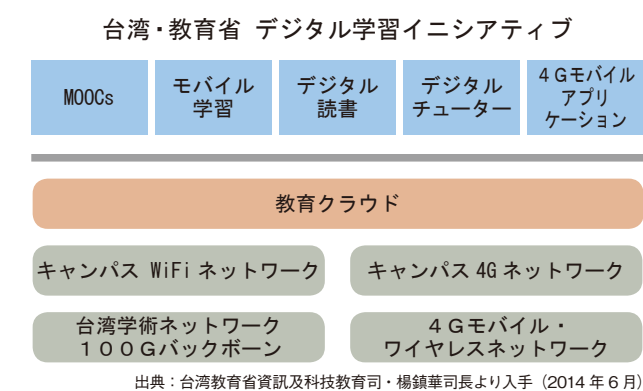 台湾・教育省 デジタル学習イニシアティブ
MOOCs
モバイル
学習
デジタル
読書
デジタル
チューター
4Gモバイル
アプリ
ケーション
教育クラウド
キャンパス WiFi ネットワーク
キャンパス 4G ネットワーク
台湾学術ネットワーク
100Gバックボーン
4Gモバイル・
ワイヤレスネットワーク
出典：台湾教育省資訊及科技教育司・楊鎮華司長より入手（2014 年 6 月）